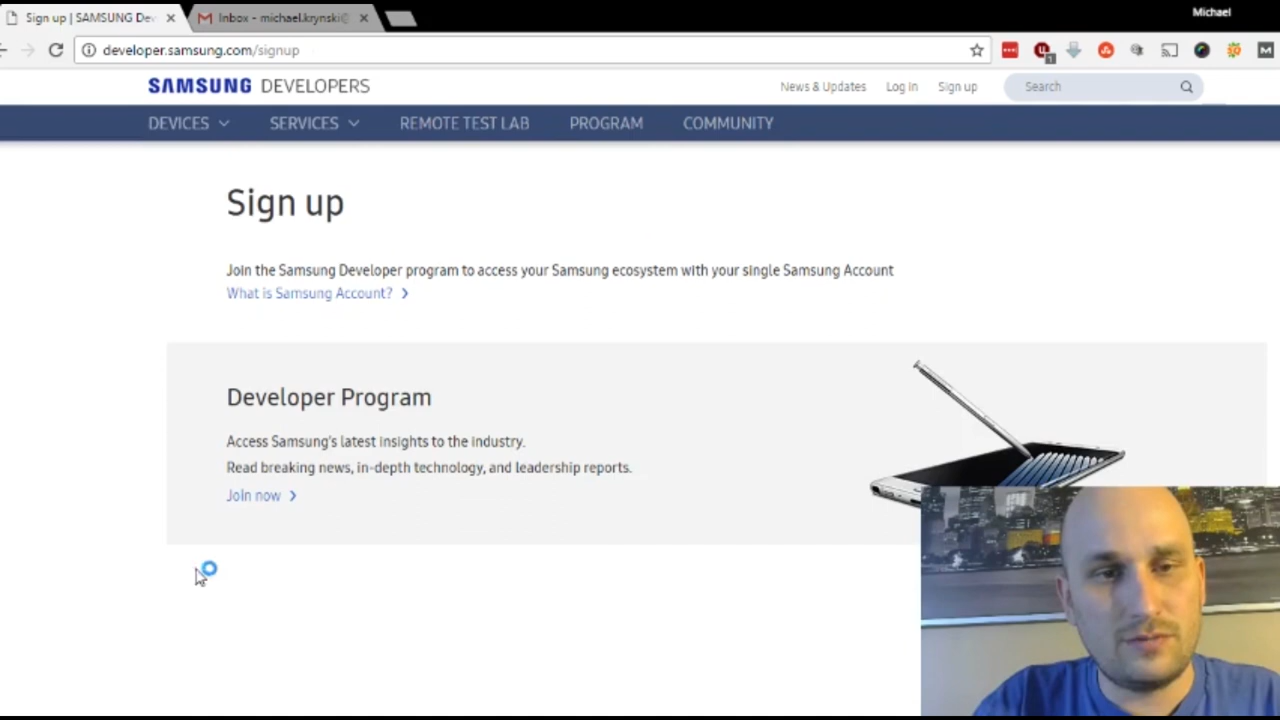 Sign up | SAMSUNG Dev
Inbox - michael.krynski@
Michael
developer.samsung.com/signup
SAMSUNG DEVELOPERS
News & Updates
Log In
Sign up
Search
DEVICES
SERVICES
REMOTE TEST LAB
PROGRAM
COMMUNITY
Sign up
Join the Samsung Developer program to access your Samsung ecosystem with your single Samsung Account
What is Samsung Account?
Developer Program
Access Samsung's latest insights to the industry.
Read breaking news, in-depth technology, and leadership reports.
Join now